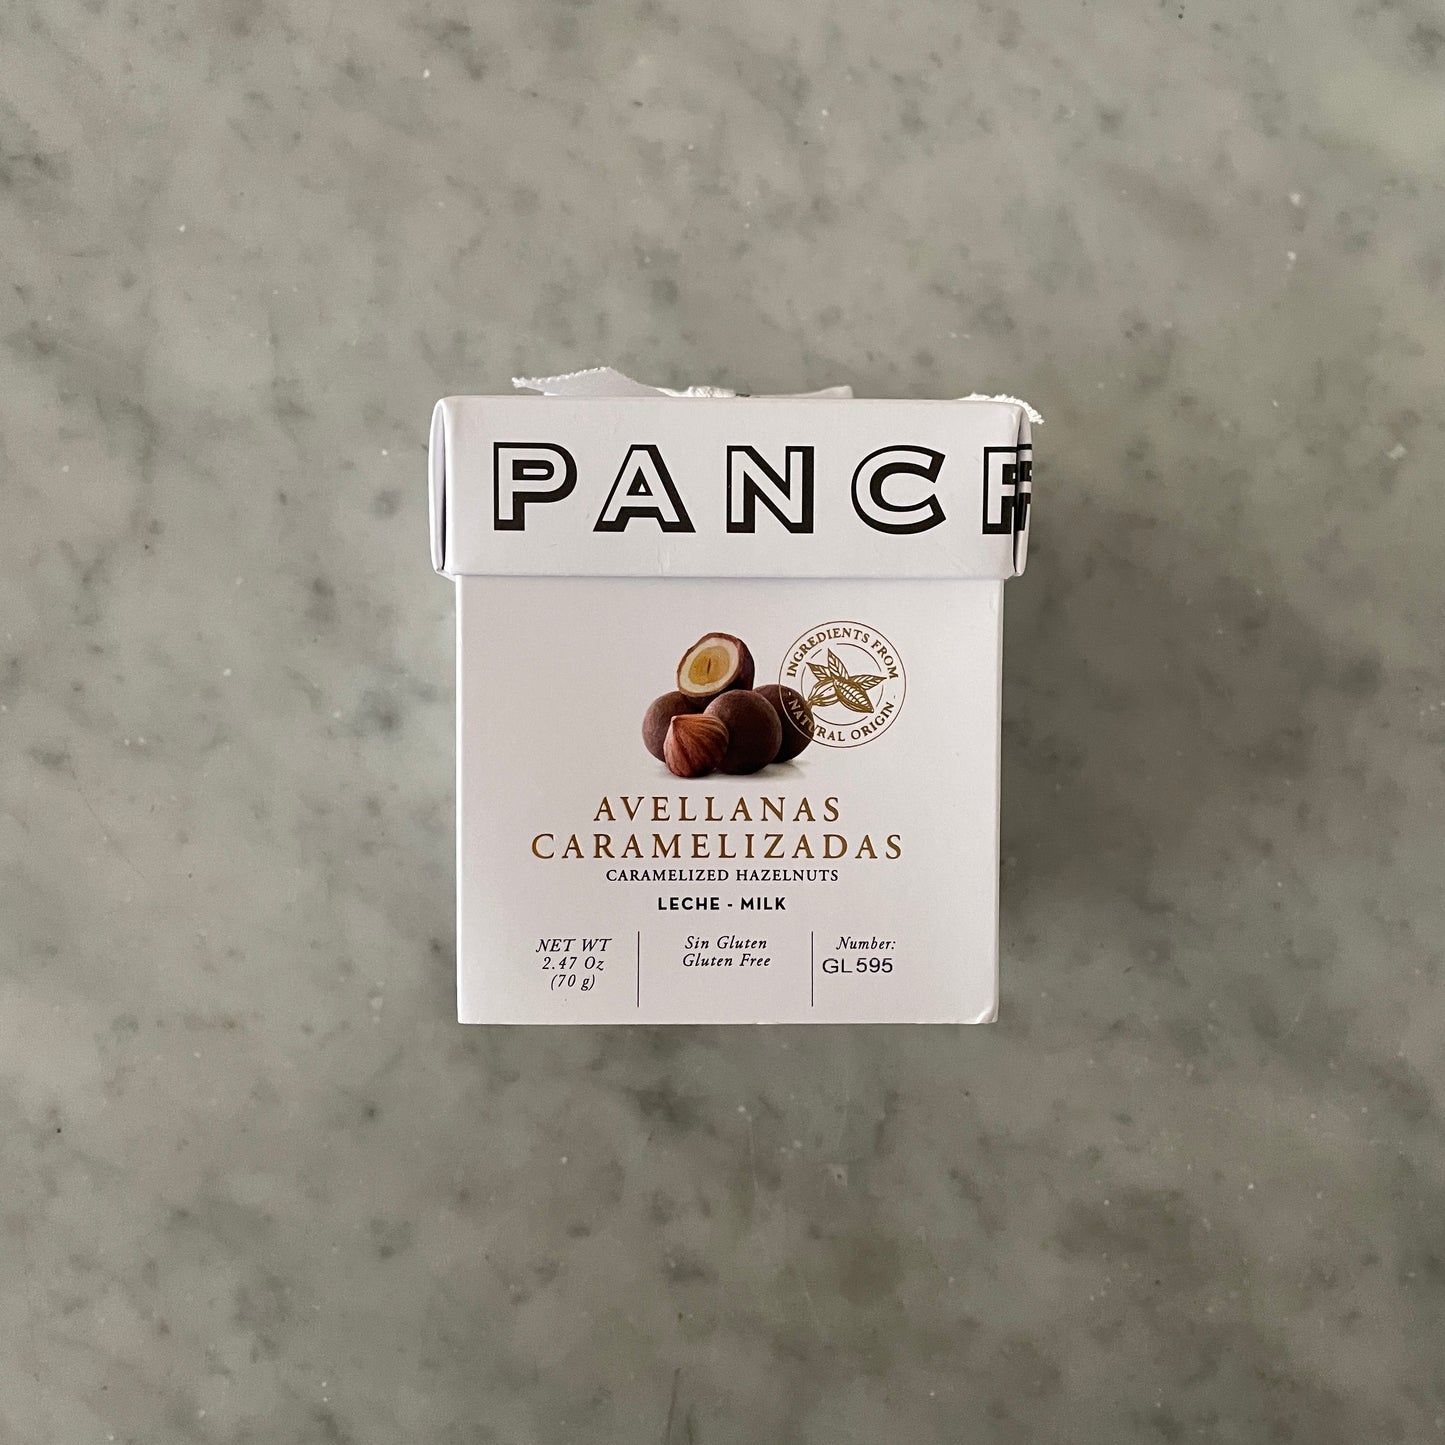 PANCR
INGREDIENTS FROM
· NATURAL ORIGIN ·
AVELLANAS
CARAMELIZADAS
CARAMELIZED HAZELNUTS
LECHE - MILK
NET WT
2.47 Oz
(70 g)
Sin Gluten
Gluten Free
Number:
GL595